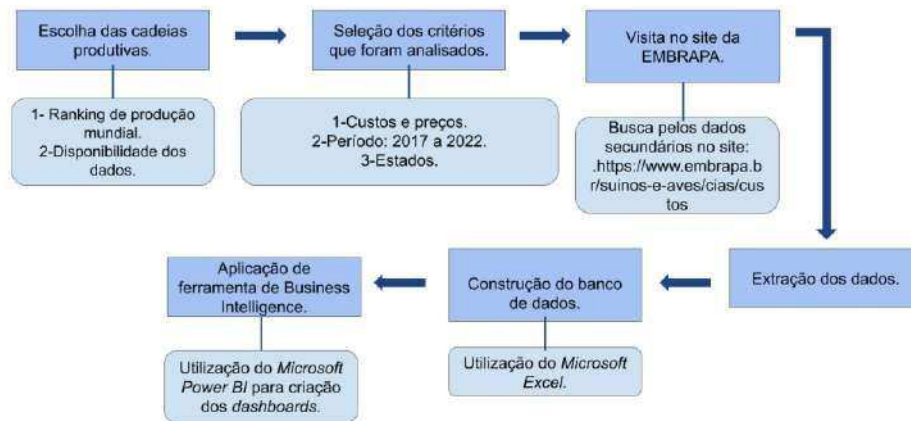 Escolha das cadeias
produtivas.
Seleção dos critérios
que foram analisados.
Visita no site da
EMBRAPA.
1- Ranking de produção
mundial.
2-Disponibilidade dos
dados.
1-Custos e preços.
2-Período: 2017 a 2022.
3-Estados.
Busca pelos dados
secundários no site:
.https://www.embrapa.b
r/suinos-e-aves/cias/cus
tos
Extração dos dados.
Construção do banco
de dados.
Aplicação de
ferramenta de Business
Intelligence.
Utilização do Microsoft
Excel.
Utilização do Microsoft
Power BI para criação
dos dashboards.